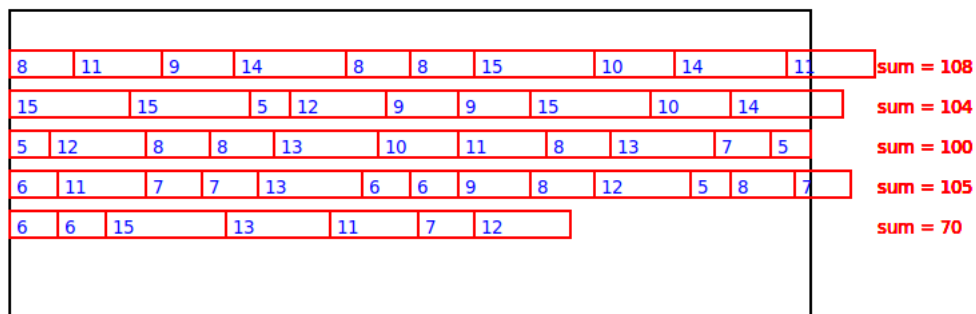 8 11 9 14 8 8 15 10 14 11 sum = 108
15 15 5 12 9 9 15 10 14 sum = 104
5 12 8 8 13 10 11 8 13 7 5 sum = 100
6 11 7 7 13 6 6 9 8 12 5 8 7 sum = 105
6 6 15 13 11 7 12 sum = 70